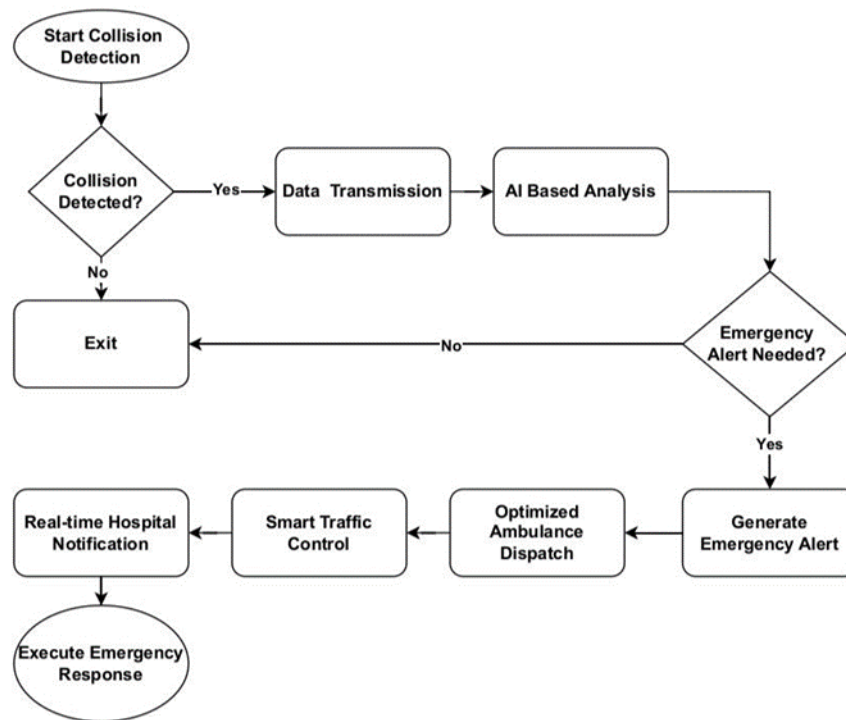 Start Collision
Detection
Collision
Detected?
Yes
Data Transmission
AI Based Analysis
No
Exit
No
Emergency
Alert Needed?
Yes
Real-time Hospital
Notification
Smart Traffic
Control
Optimized
Ambulance
Dispatch
Generate
Emergency Alert
Execute Emergency
Response